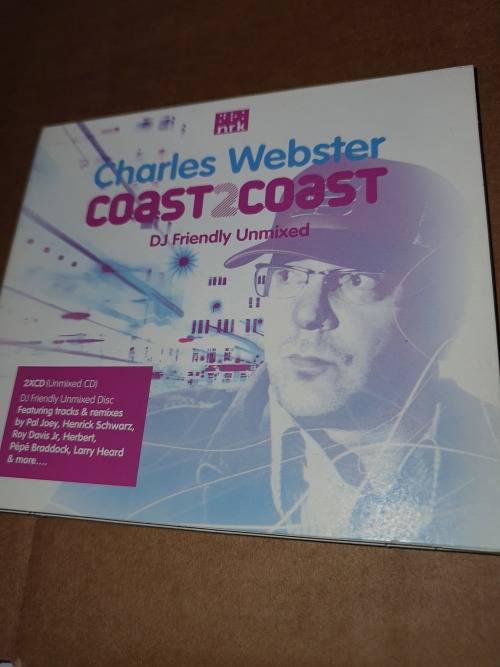 nrk
Charles Webster
coast2coast
DJ Friendly Unmixed
2XCD (Unmixed CD)
DJ Friendly Unmixed Disc
Featuring tracks & remixes
by Pal Joey, Henrick Schwarz,
Roy Davis Jr, Herbert,
Pépé Braddock, Larry Heard
& more....